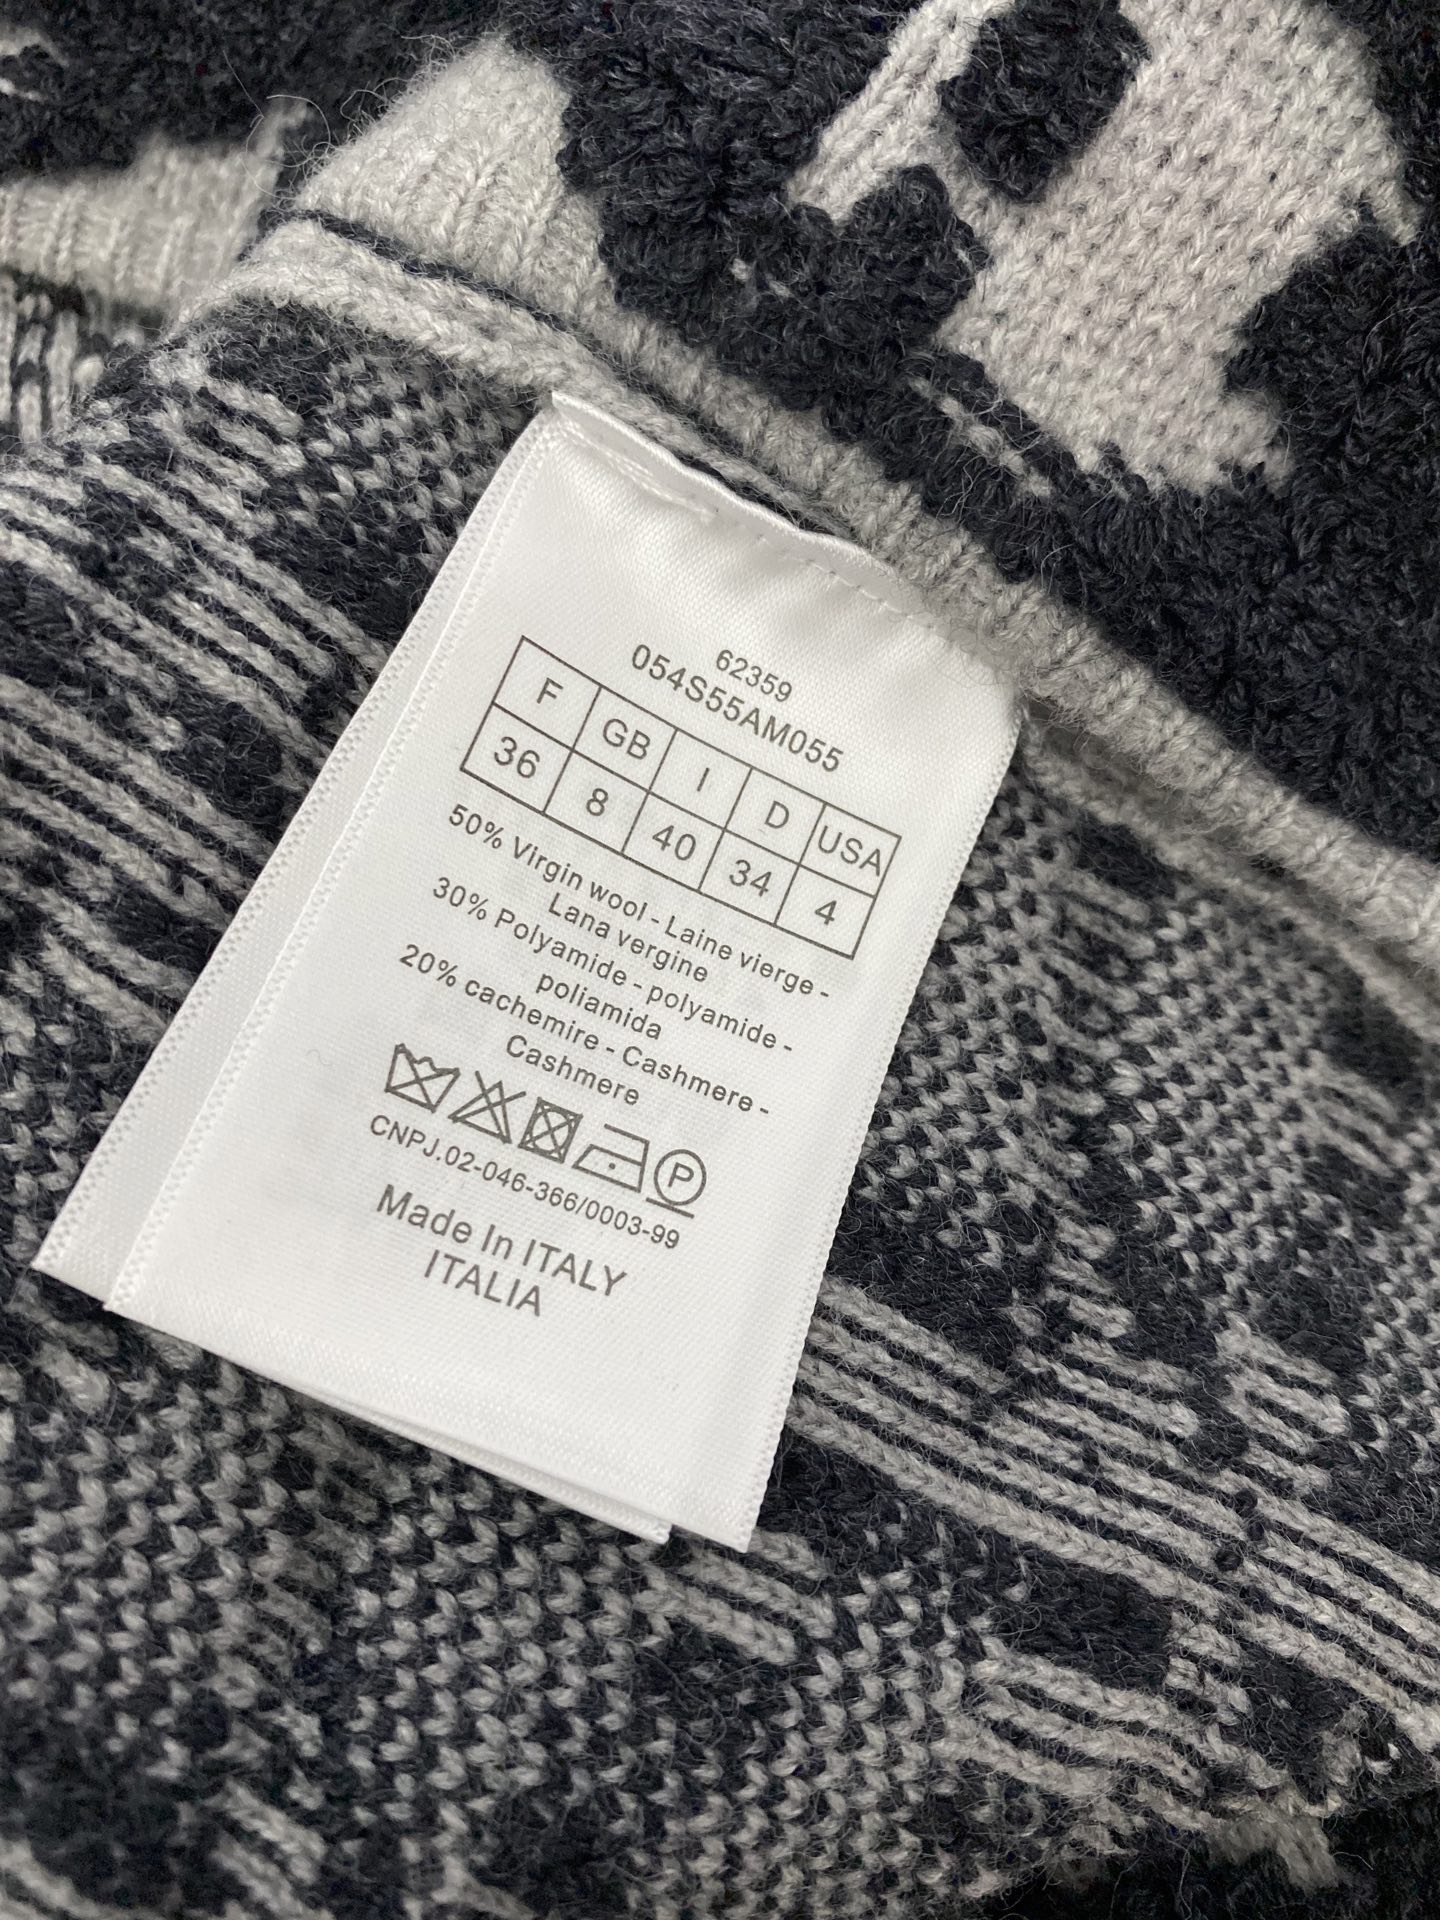 62359
054S55AM055
F GB I D USA
36 8 40 34 4
50% Virgin wool - Laine vierge -
Lana vergine
30% Polyamide - polyamide -
poliamida
20% cachemire - Cashmere -
Cashmere
P
CNPJ.02-046-366/0003-99
Made In ITALY
ITALIA